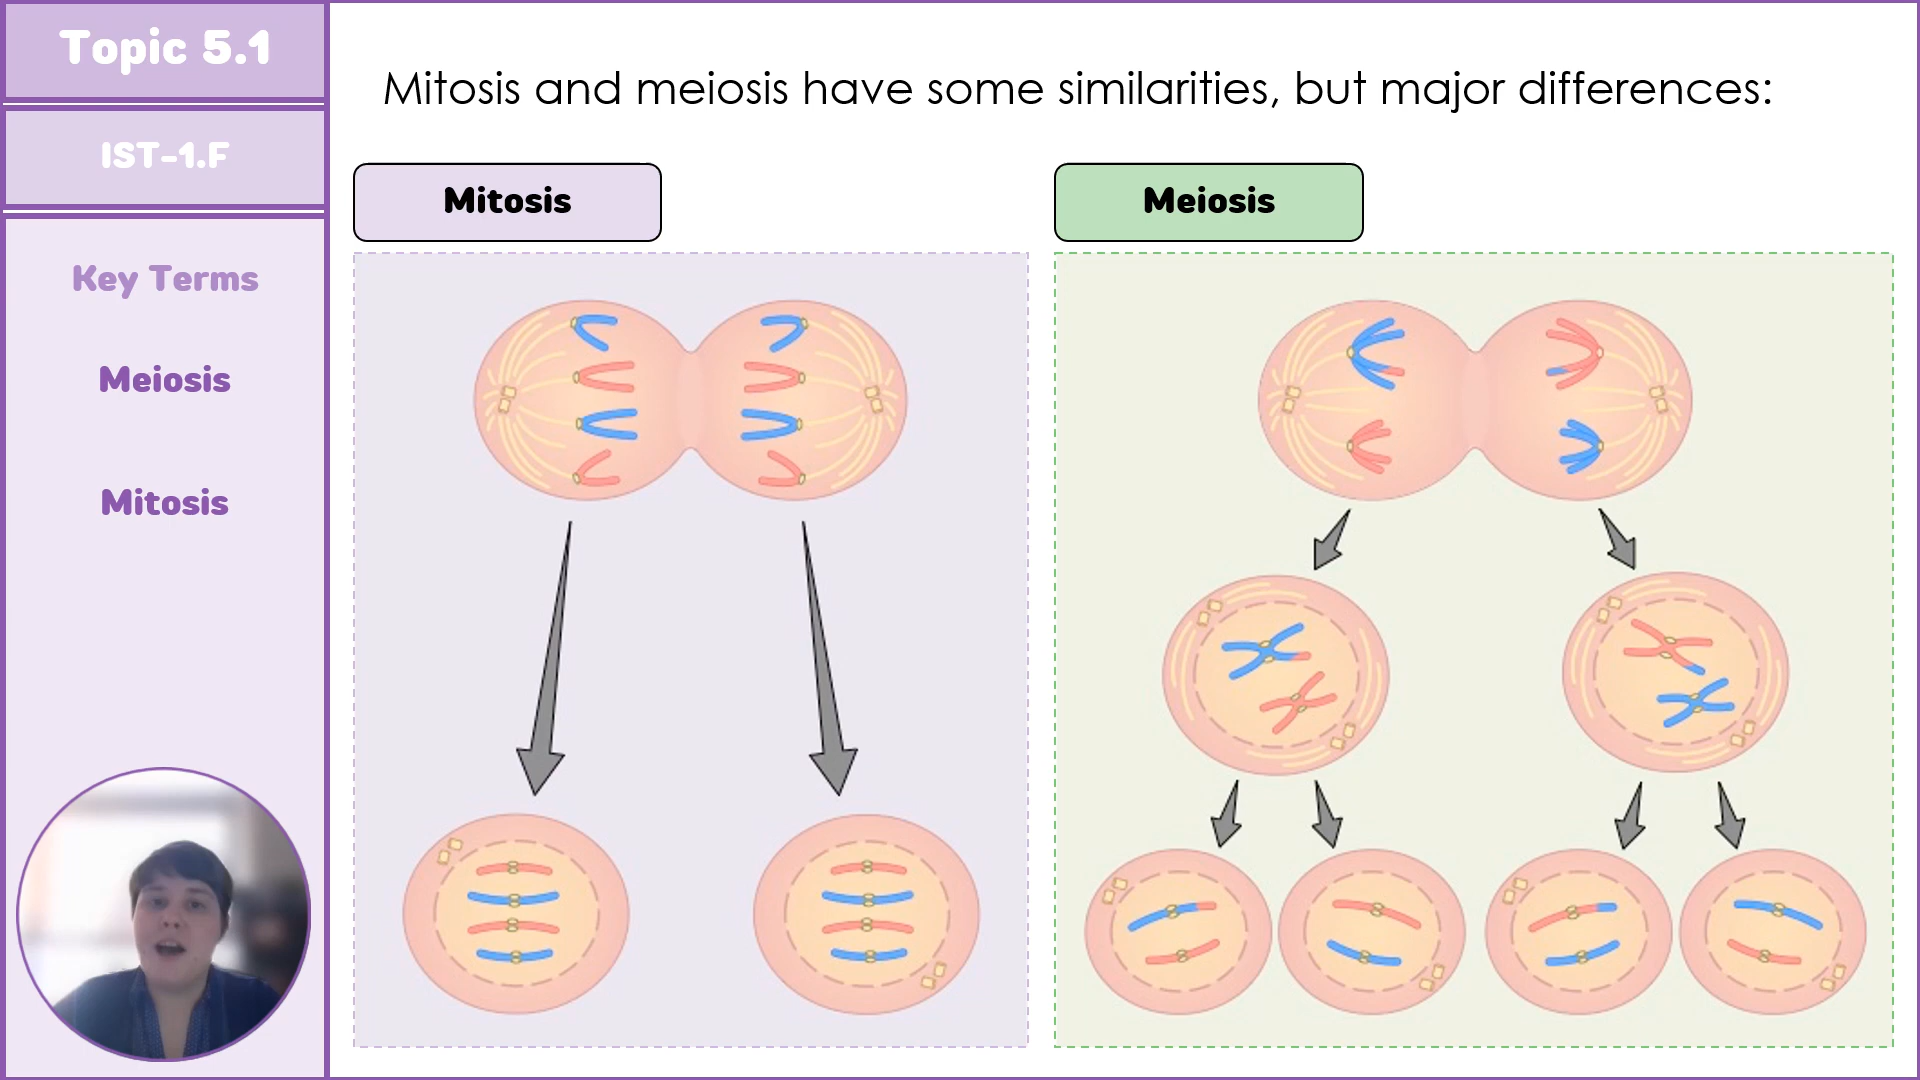 Topic 5.1
IST-1.F
Key Terms
Meiosis
Mitosis
Mitosis and meiosis have some similarities, but major differences:
Mitosis
Meiosis